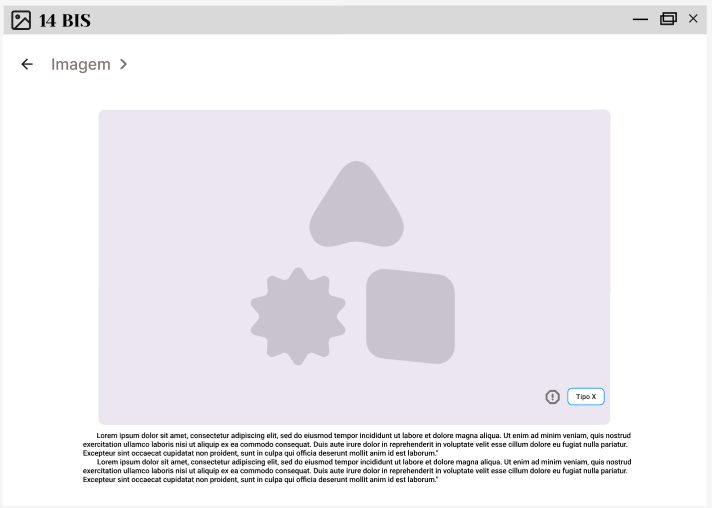 14 BIS
Imagem
Tipo X
Lorem ipsum dolor sit amet, consectetur adipiscing elit, sed do eiusmod tempor incididunt ut labore et dolore magna aliqua. Ut enim ad minim veniam, quis nostrud
exercitation ullamco laboris nisi ut aliquip ex ea commodo consequat. Duis aute irure dolor in reprehenderit in voluptate velit esse cillum dolore eu fugiat nulla pariatur.
Excepteur sint occaecat cupidatat non proident, sunt in culpa qui officia deserunt mollit anim id est laborum."
Lorem ipsum dolor sit amet, consectetur adipiscing elit, sed do eiusmod tempor incididunt ut labore et dolore magna aliqua. Ut enim ad minim veniam, quis nostrud
exercitation ullamco laboris nisi ut aliquip ex ea commodo consequat. Duis aute irure dolor in reprehenderit in voluptate velit esse cillum dolore eu fugiat nulla pariatur.
Excepteur sint occaecat cupidatat non proident, sunt in culpa qui officia deserunt mollit anim id est laborum."